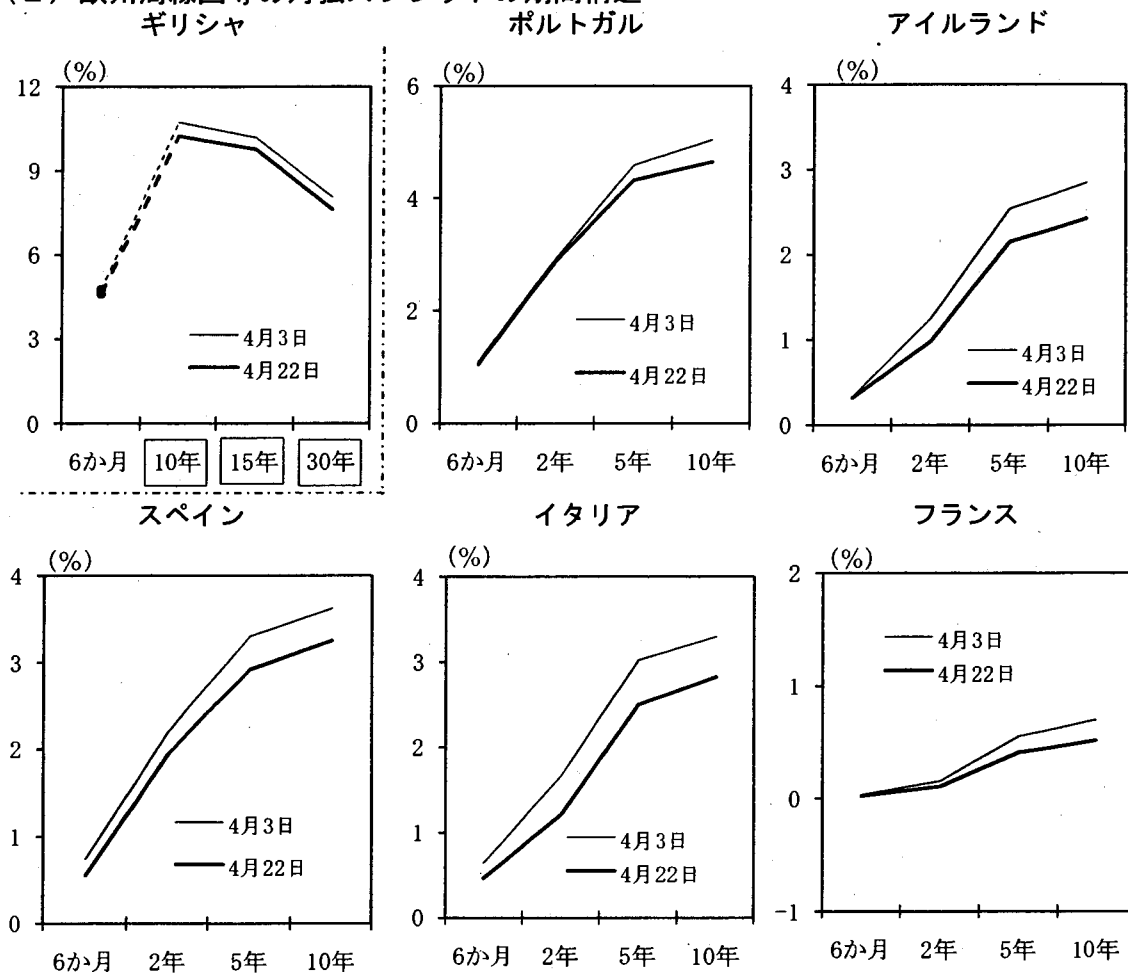 ギリシャ
(%)
12
9
6
3
0
4月3日
4月22日
6か月 10年 15年 30年
ポルトガル
6
4
2
0
4月3日
4月22日
6か月 2年 5年 10年
アイルランド
(%)
4
3
2
1
0
4月3日
4月22日
6か月 2年 5年 10年
スペイン
(%)
4
3
2
1
0
4月3日
4月22日
6か月 2年 5年 10年
イタリア
(%)
4
3
2
1
0
4月3日
4月22日
6か月 2年 5年 10年
フランス
(%)
2
1
0
-1
4月3日
4月22日
6か月 2年 5年 10年